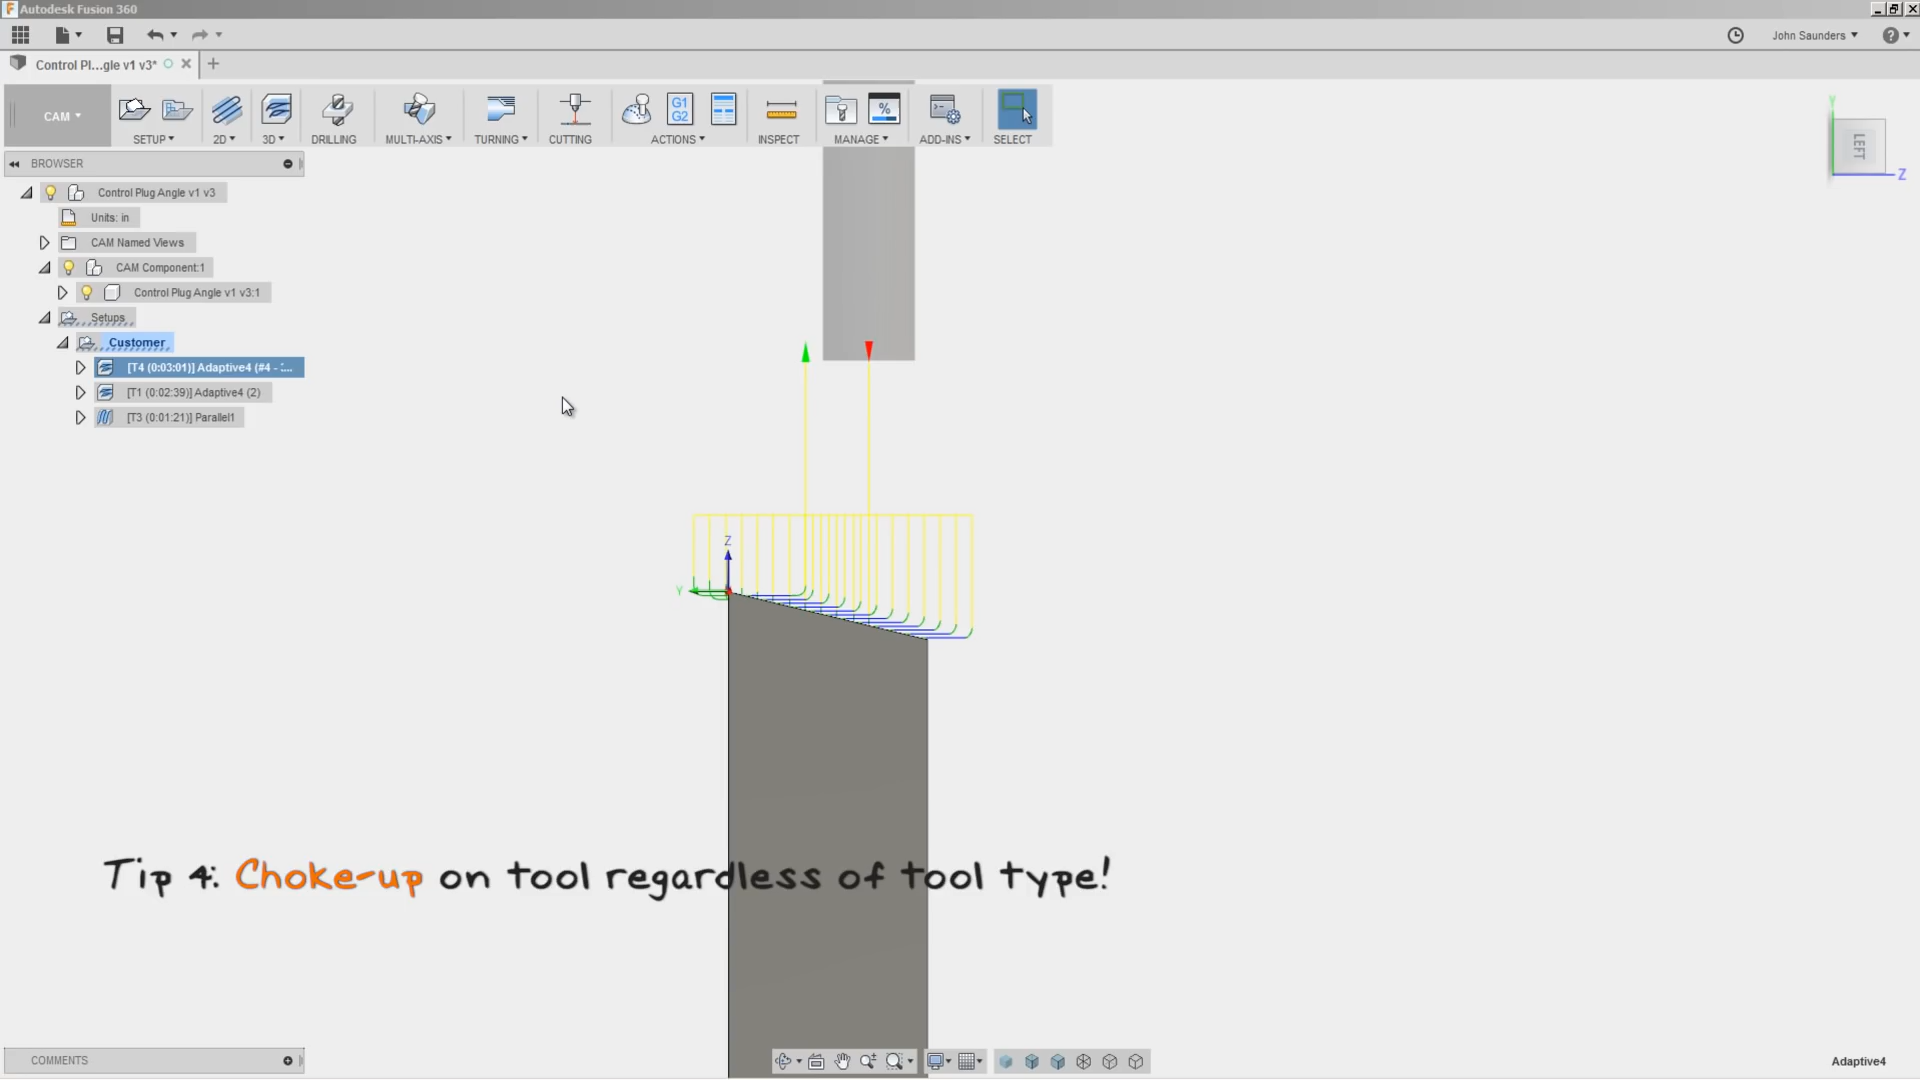 Autodesk Fusion 360
John Saunders
Control Pl...gle v1 v3*
CAM
SETUP
2D
3D
DRILLING
MULTI-AXIS
TURNING
CUTTING
G1
G2
ACTIONS
INSPECT
%
MANAGE
ADD-INS
SELECT
Y
LEFT
Z
BROWSER
Control Plug Angle v1 v3
Units: in
CAM Named Views
CAM Component:1
Control Plug Angle v1 v3:1
Setups
Customer
[T4 (0:03:01)] Adaptive4 (#4 - :...
[T1 (0:02:39)] Adaptive4 (2)
[T3 (0:01:21)] Parallel1
Z
Y
Tip 4: Choke-up on tool regardless of tool type!
COMMENTS
Adaptive4